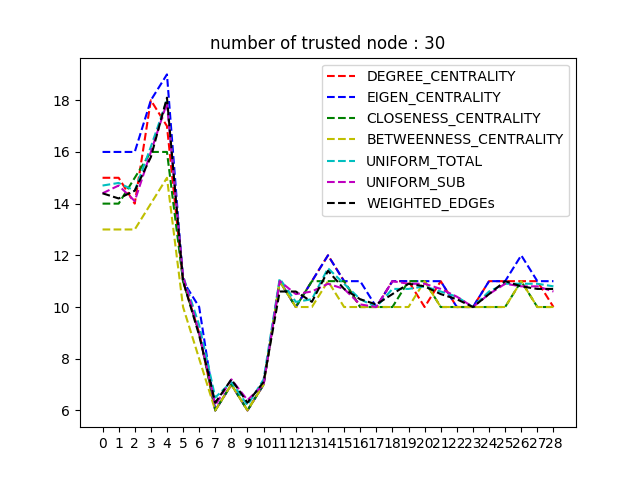 number of trusted node : 30
DEGREE_CENTRALITY
EIGEN_CENTRALITY
CLOSENESS_CENTRALITY
BETWEENNESS_CENTRALITY
UNIFORM_TOTAL
UNIFORM_SUB
WEIGHTED_EDGEs
18
16
14
12
10
8
6
0 1 2 3 4 5 6 7 8 9 10 11 12 13 14 15 16 17 18 19 20 21 22 23 24 25 26 27 28